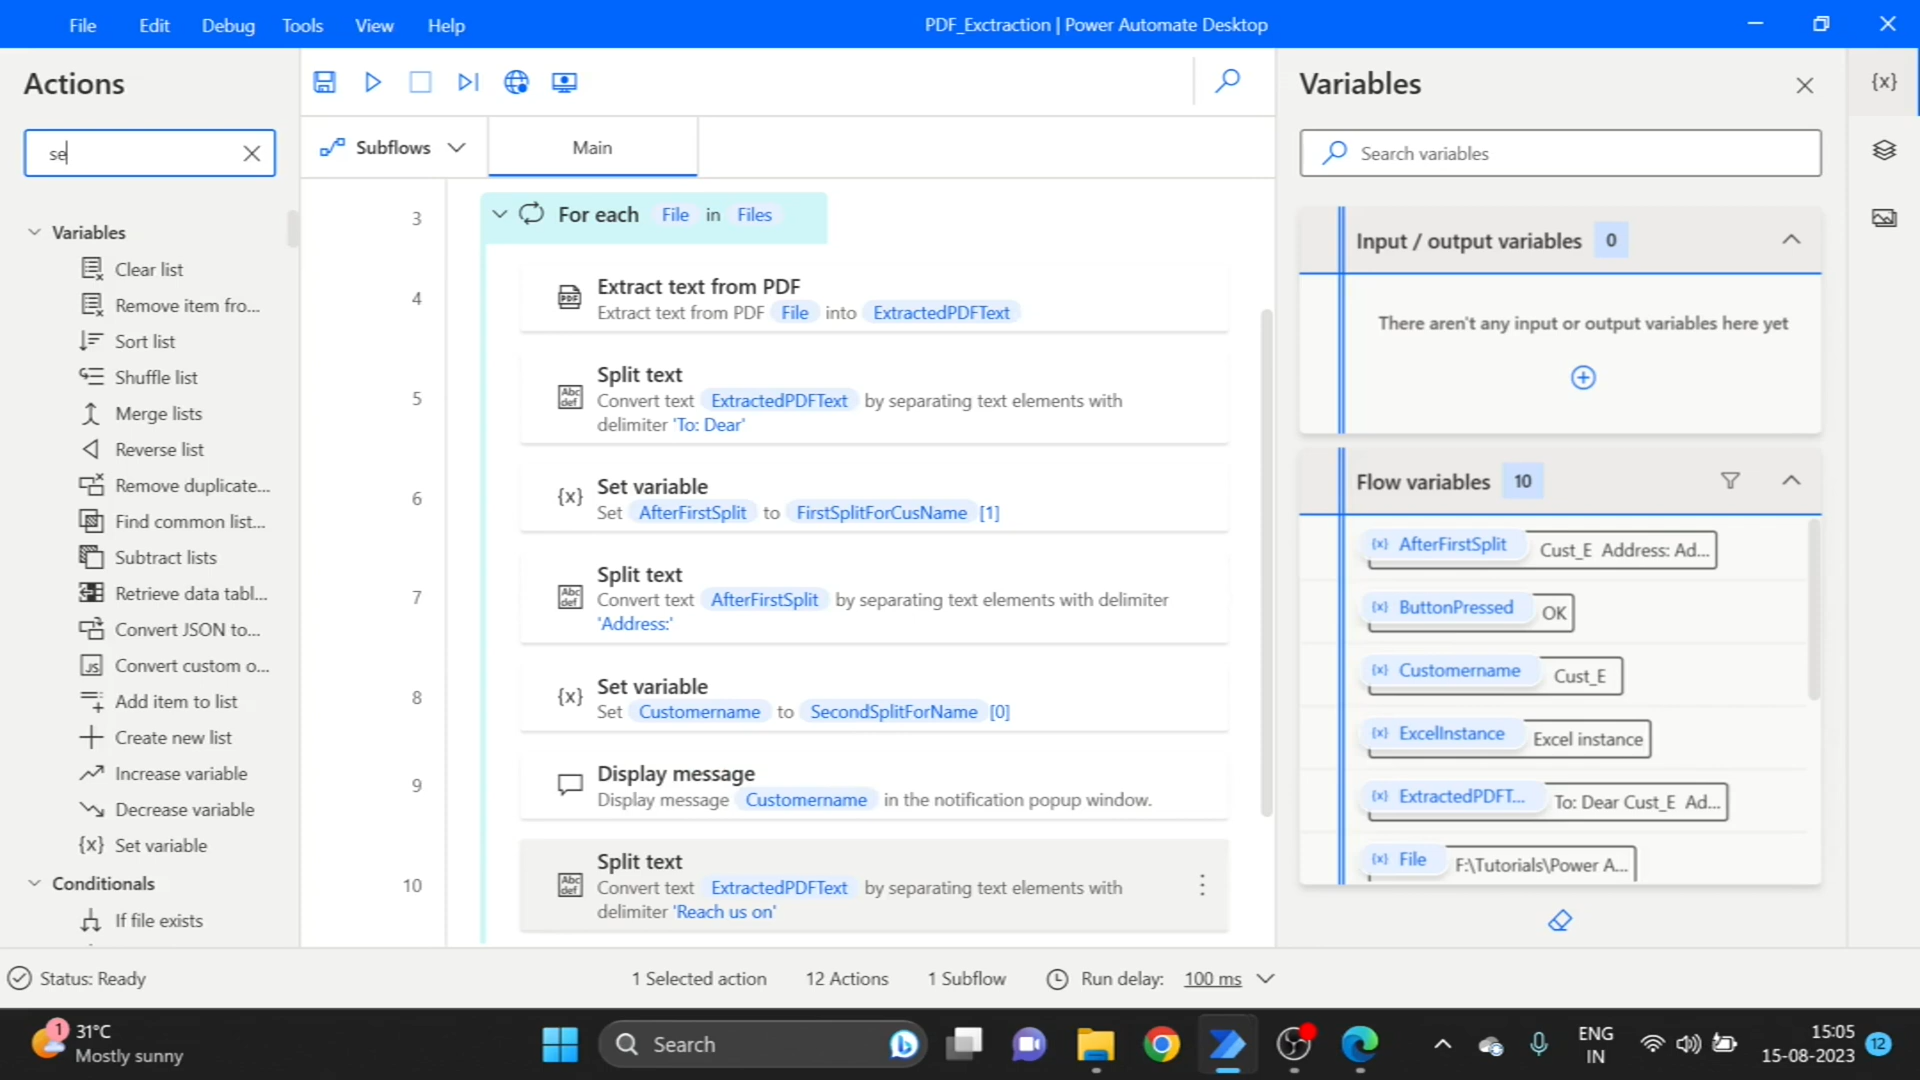 File Edit Debug Tools View Help
PDF_Exctraction | Power Automate Desktop
Actions
se
Variables
Clear list
Remove item fro...
Sort list
Shuffle list
Merge lists
Reverse list
Remove duplicate...
Find common list...
Subtract lists
Retrieve data tabl...
Convert JSON to...
Convert custom o...
Add item to list
Create new list
Increase variable
Decrease variable
{x} Set variable
Conditionals
If file exists
Subflows
Main
3 For each File in Files
4 Extract text from PDF
Extract text from PDF File into ExtractedPDFText
5 Split text
Convert text ExtractedPDFText by separating text elements with
delimiter 'To: Dear'
6 {x} Set variable
Set AfterFirstSplit to FirstSplitForCusName [1]
7 Split text
Convert text AfterFirstSplit by separating text elements with delimiter
'Address:'
8 {x} Set variable
Set Customername to SecondSplitForName [0]
9 Display message
Display message Customername in the notification popup window.
10 Split text
Convert text ExtractedPDFText by separating text elements with
delimiter 'Reach us on'
Variables
{x}
Search variables
Input / output variables 0
There aren't any input or output variables here yet
Flow variables 10
{x} AfterFirstSplit Cust_E Address: Ad...
{x} ButtonPressed OK
{x} Customername Cust_E
{x} ExcelInstance Excel instance
{x} ExtractedPDFT... To: Dear Cust_E Ad...
{x} File F:\Tutorials\Power A...
Status: Ready
1 Selected action 12 Actions 1 Subflow Run delay: 100 ms
1 31°C
Mostly sunny
Search
ENG
IN
15:05
15-08-2023
12